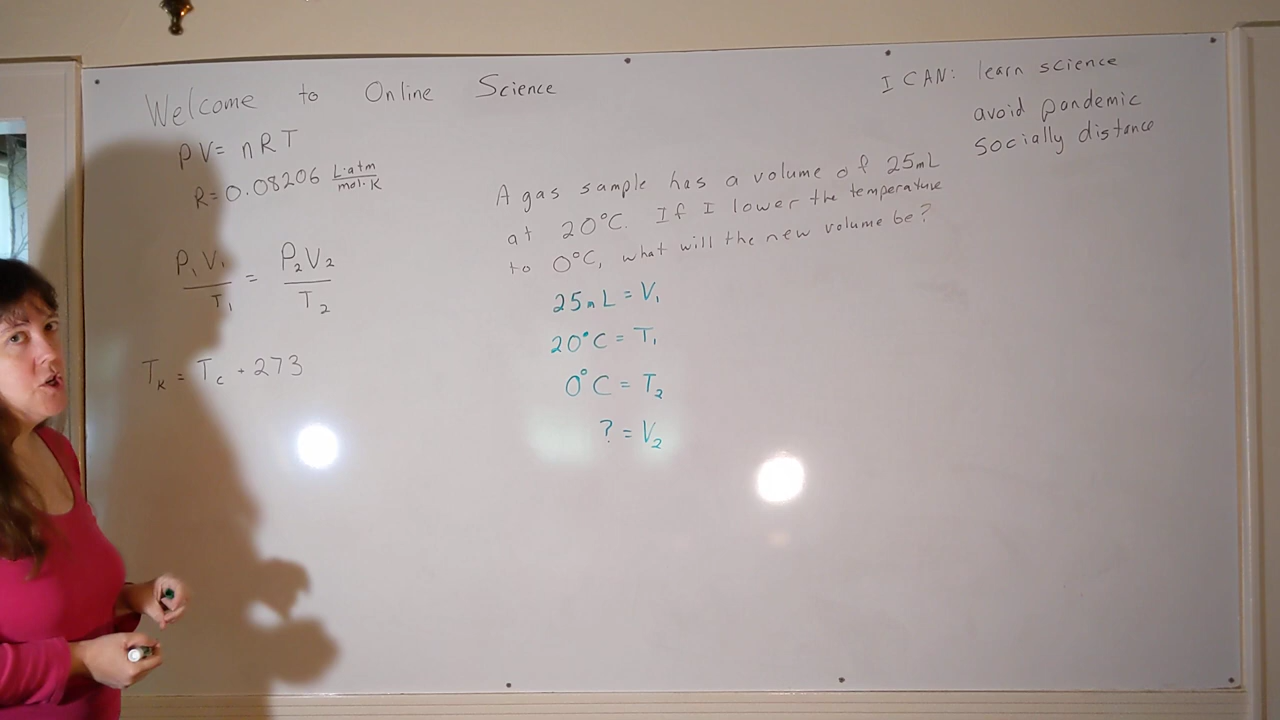 Welcome to Online Science
PV = nRT
R = 0.08206 L·atm / mol·K
P₁V₁ / T₁ = P₂V₂ / T₂
T_K = T_C + 273
A gas sample has a volume of 25mL
at 20°C. If I lower the temperature
to 0°C, what will the new volume be?
25mL = V₁
20°C = T₁
0°C = T₂
? = V₂
I CAN: learn science
avoid pandemic
socially distance